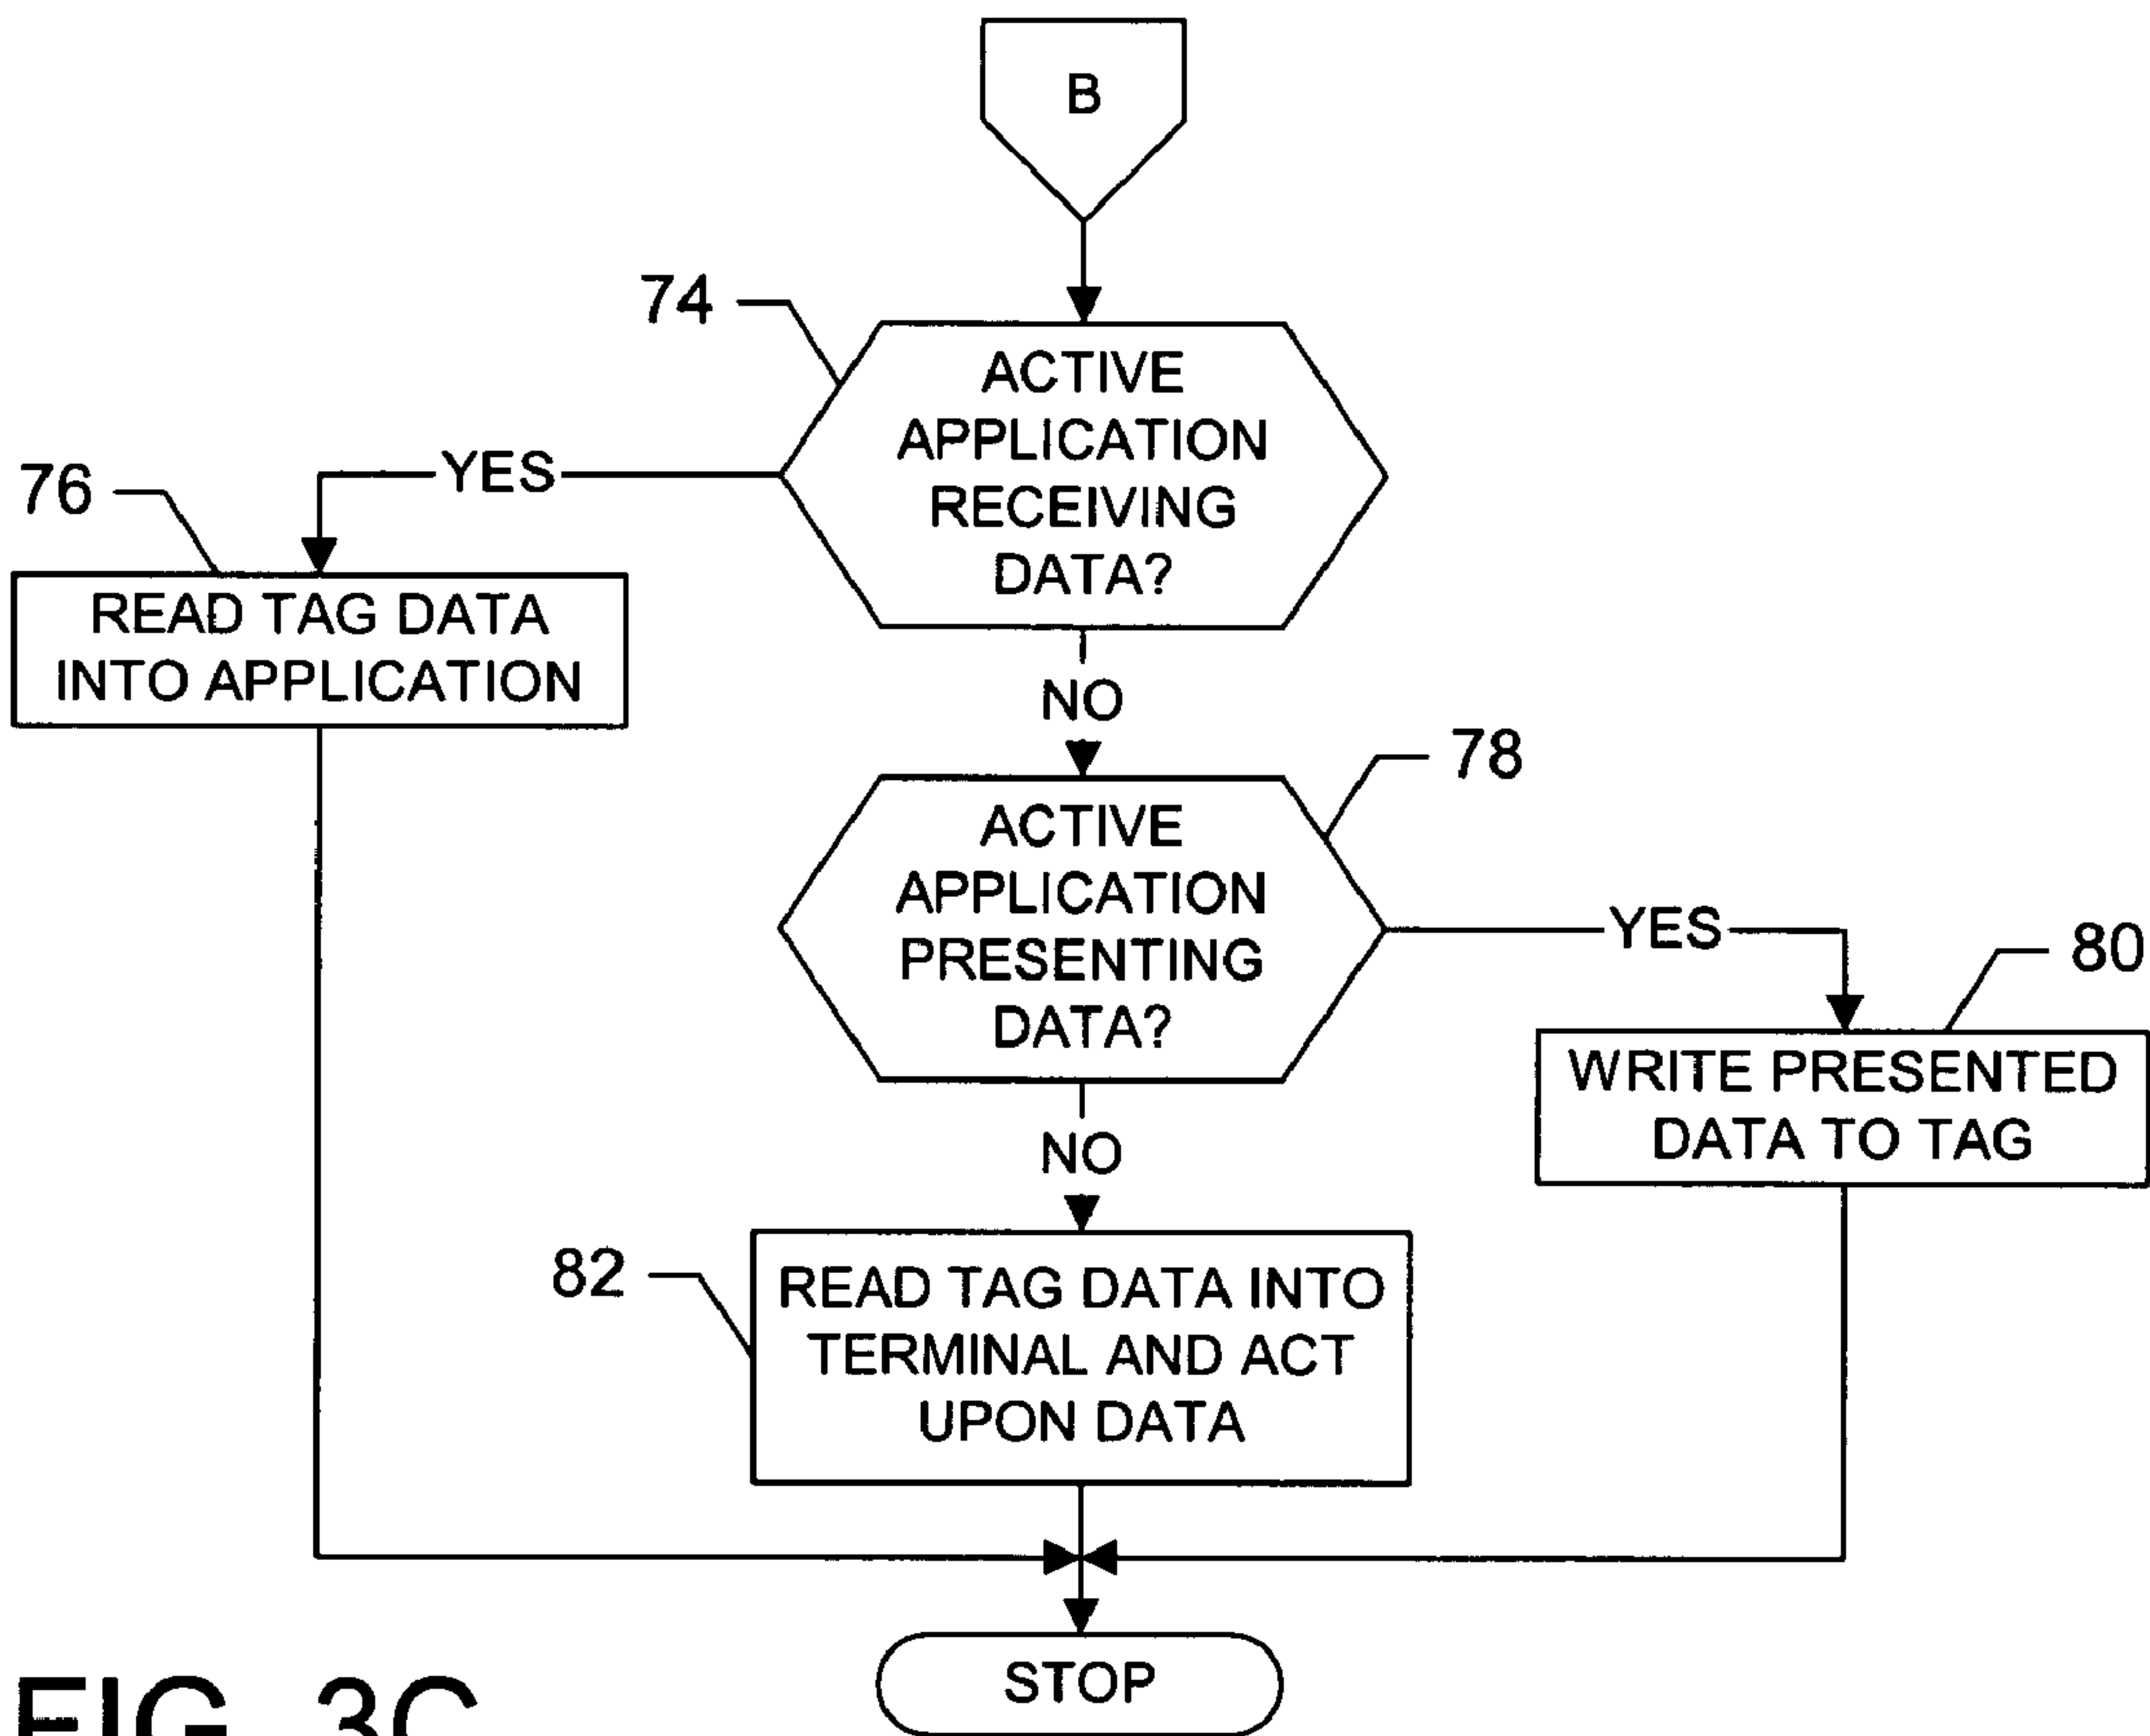 B
74
ACTIVE
APPLICATION
RECEIVING
DATA?
YES
76
READ TAG DATA
INTO APPLICATION
NO
78
ACTIVE
APPLICATION
PRESENTING
DATA?
YES
80
WRITE PRESENTED
DATA TO TAG
NO
82
READ TAG DATA INTO
TERMINAL AND ACT
UPON DATA
STOP
FIG. 3C